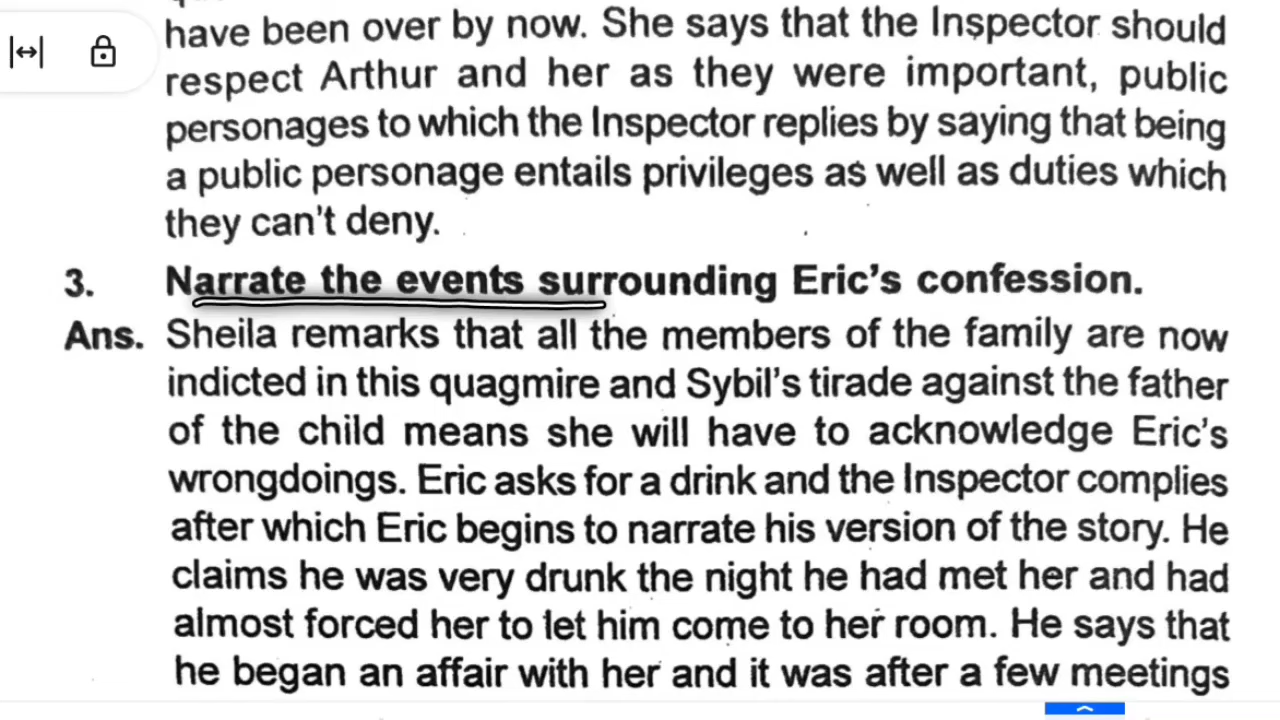 have been over by now. She says that the Inspector should
respect Arthur and her as they were important, public
personages to which the Inspector replies by saying that being
a public personage entails privileges as well as duties which
they can't deny.
3. Narrate the events surrounding Eric's confession.
Ans. Sheila remarks that all the members of the family are now
indicted in this quagmire and Sybil's tirade against the father
of the child means she will have to acknowledge Eric's
wrongdoings. Eric asks for a drink and the Inspector complies
after which Eric begins to narrate his version of the story. He
claims he was very drunk the night he had met her and had
almost forced her to let him come to her room. He says that
he began an affair with her and it was after a few meetings